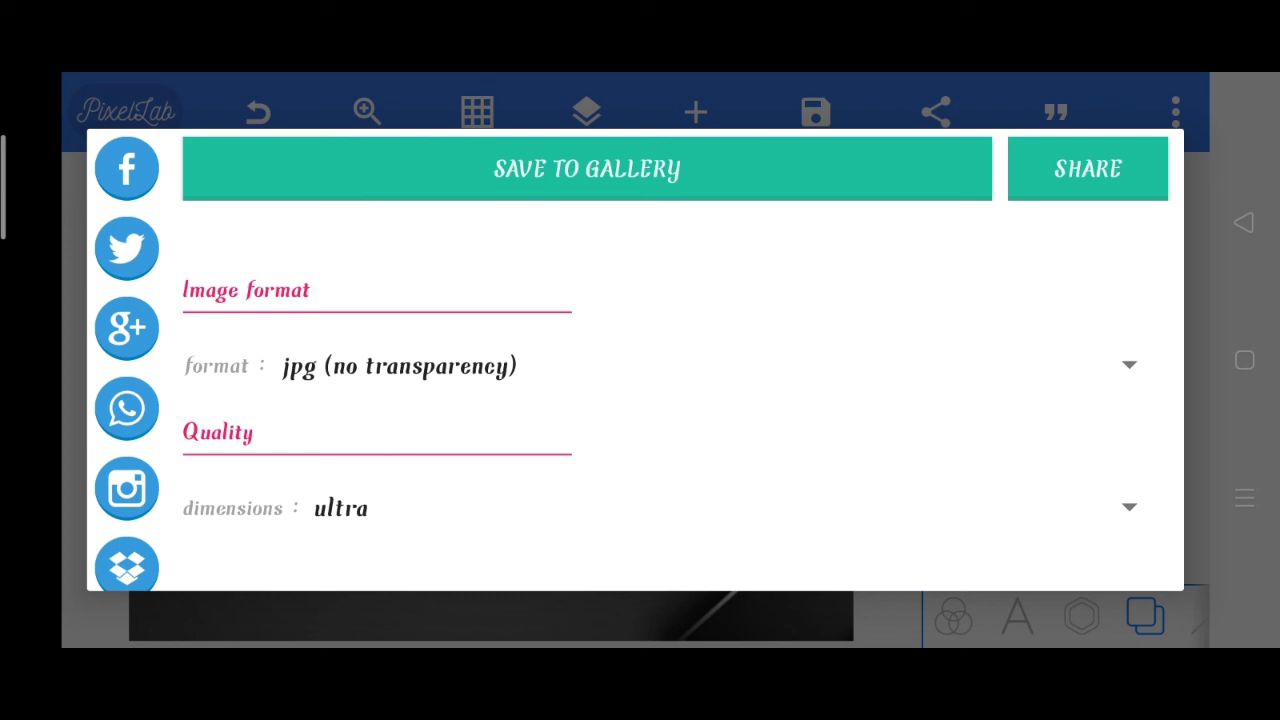 PixelLab
SAVE TO GALLERY
SHARE
Image format
format : jpg (no transparency)
Quality
dimensions : ultra